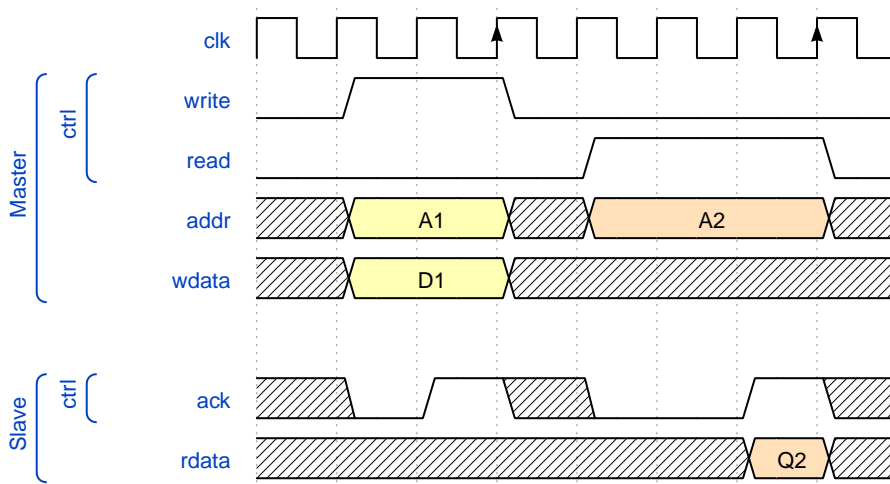 clk
write
read
addr A1 A2
wdata D1
ack
rdata Q2
Master
ctrl
Slave
ctrl